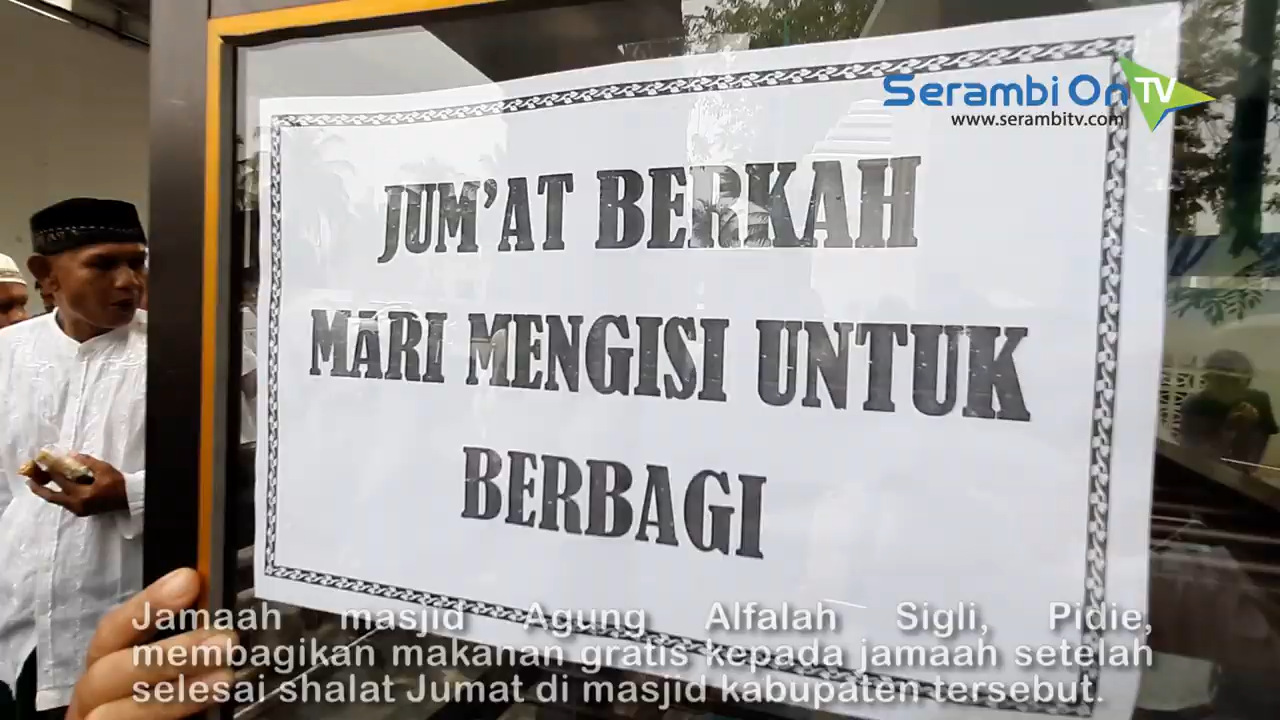 Serambi On TV
www.serambitv.com
JUM'AT BERKAH
MARI MENGISI UNTUK
BERBAGI
Jamaah masjid Agung Alfalah Sigli, Pidie,
membagikan makanan gratis kepada jamaah setelah
selesai shalat Jumat di masjid kabupaten tersebut.